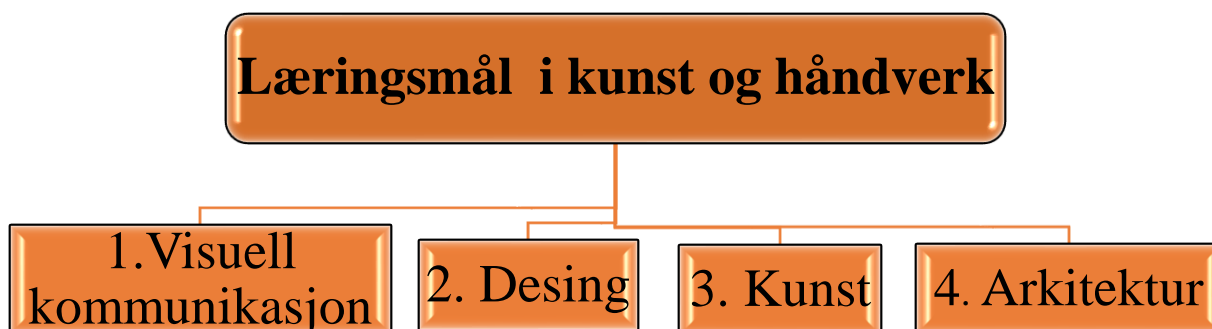 Læringsmål  i kunst og håndverk
1.Visuell
kommunikasjon
2. Desing
3. Kunst
4. Arkitektur